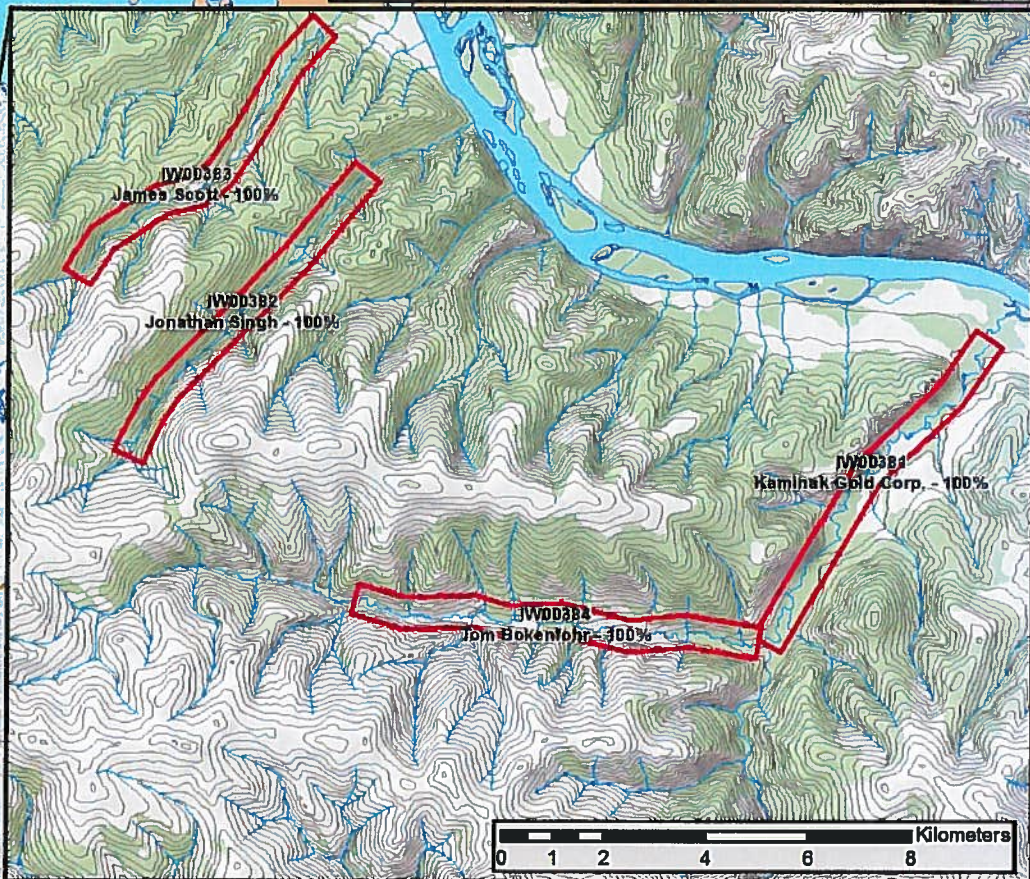 IW00383
James Scott - 100%
IW00382
Jonathan Singh - 100%
IW00381
Kaminak Gold Corp. - 100%
IW00384
Tom Bokenfohr - 100%
Kilometers
0 1 2 4 6 8